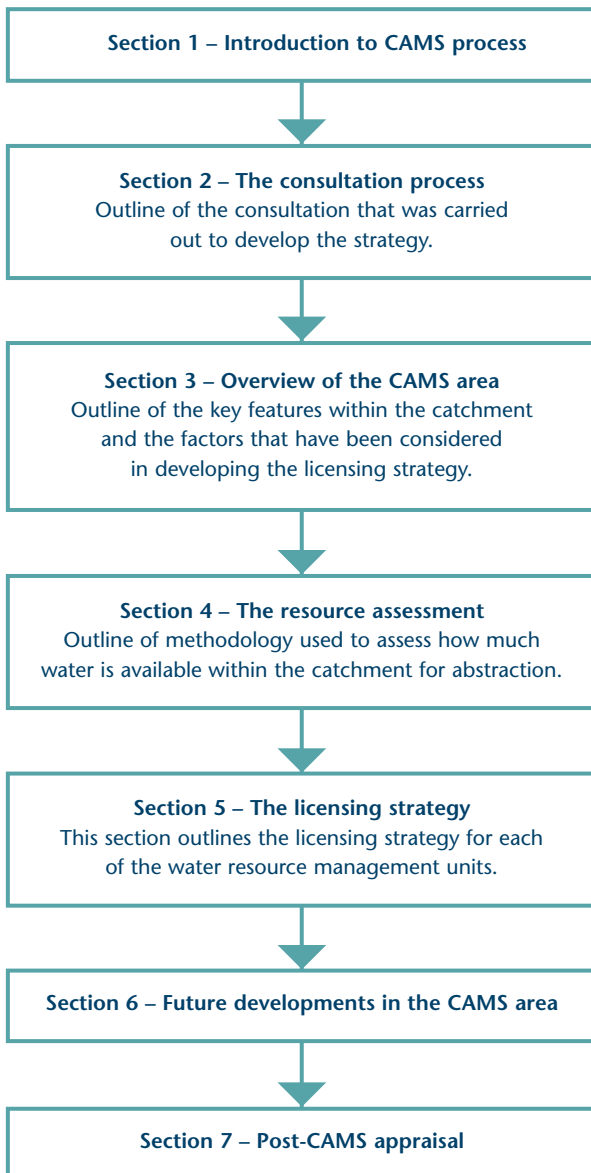 Section 1 – Introduction to CAMS process
Section 2 – The consultation process
Outline of the consultation that was carried
out to develop the strategy.
Section 3 – Overview of the CAMS area
Outline of the key features within the catchment
and the factors that have been considered
in developing the licensing strategy.
Section 4 – The resource assessment
Outline of methodology used to assess how much
water is available within the catchment for abstraction.
Section 5 – The licensing strategy
This section outlines the licensing strategy for each
of the water resource management units.
Section 6 – Future developments in the CAMS area
Section 7 – Post-CAMS appraisal